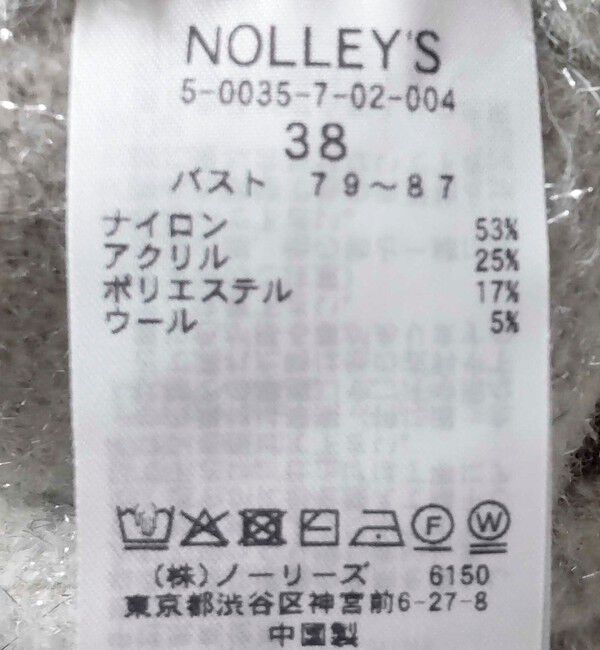 NOLLEY'S
5-0035-7-02-004
38
バスト 79～87
ナイロン 53%
アクリル 25%
ポリエステル 17%
ウール 5%
F W
(株)ノーリーズ 6150
東京都渋谷区神宮前6-27-8
中国製